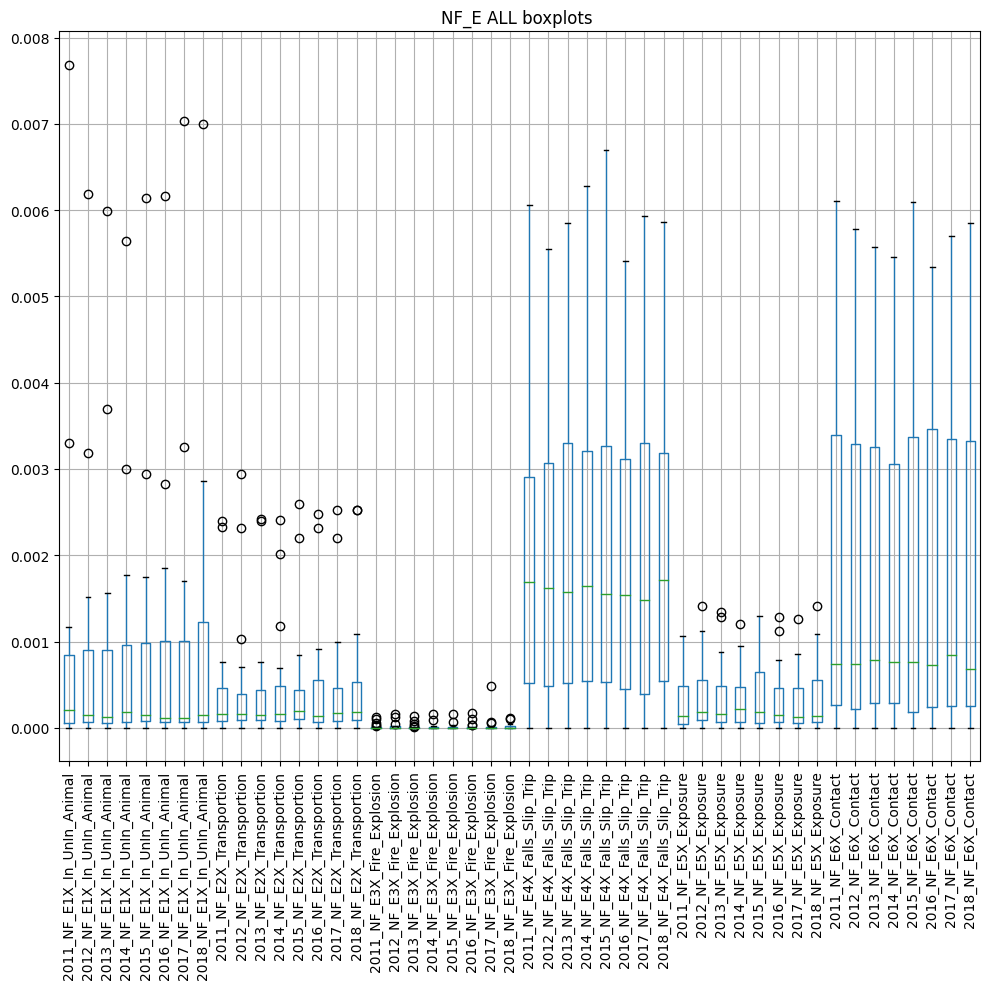 NF_E ALL boxplots
0.008
0.007
0.006
0.005
0.004
0.003
0.002
0.001
0.000
2011_NF_E1X_In_UnIn_Animal
2012_NF_E1X_In_UnIn_Animal
2013_NF_E1X_In_UnIn_Animal
2014_NF_E1X_In_UnIn_Animal
2015_NF_E1X_In_UnIn_Animal
2016_NF_E1X_In_UnIn_Animal
2017_NF_E1X_In_UnIn_Animal
2018_NF_E1X_In_UnIn_Animal
2011_NF_E2X_Transportion
2012_NF_E2X_Transportion
2013_NF_E2X_Transportion
2014_NF_E2X_Transportion
2015_NF_E2X_Transportion
2016_NF_E2X_Transportion
2017_NF_E2X_Transportion
2018_NF_E2X_Transportion
2011_NF_E3X_Fire_Explosion
2012_NF_E3X_Fire_Explosion
2013_NF_E3X_Fire_Explosion
2014_NF_E3X_Fire_Explosion
2015_NF_E3X_Fire_Explosion
2016_NF_E3X_Fire_Explosion
2017_NF_E3X_Fire_Explosion
2018_NF_E3X_Fire_Explosion
2011_NF_E4X_Falls_Slip_Trip
2012_NF_E4X_Falls_Slip_Trip
2013_NF_E4X_Falls_Slip_Trip
2014_NF_E4X_Falls_Slip_Trip
2015_NF_E4X_Falls_Slip_Trip
2016_NF_E4X_Falls_Slip_Trip
2017_NF_E4X_Falls_Slip_Trip
2018_NF_E4X_Falls_Slip_Trip
2011_NF_E5X_Exposure
2012_NF_E5X_Exposure
2013_NF_E5X_Exposure
2014_NF_E5X_Exposure
2015_NF_E5X_Exposure
2016_NF_E5X_Exposure
2017_NF_E5X_Exposure
2018_NF_E5X_Exposure
2011_NF_E6X_Contact
2012_NF_E6X_Contact
2013_NF_E6X_Contact
2014_NF_E6X_Contact
2015_NF_E6X_Contact
2016_NF_E6X_Contact
2017_NF_E6X_Contact
2018_NF_E6X_Contact